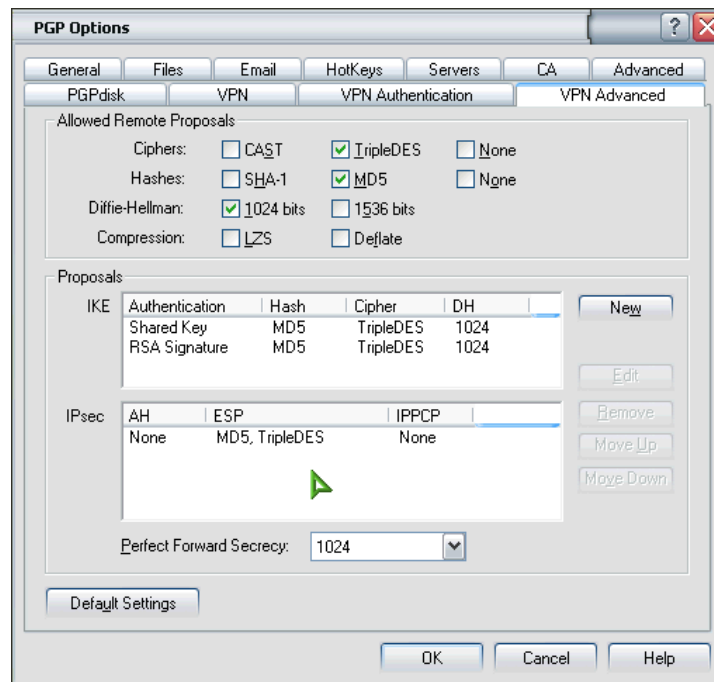 PGP Options
General Files Email HotKeys Servers CA Advanced
PGPdisk VPN VPN Authentication VPN Advanced
Allowed Remote Proposals
Ciphers: CAST TripleDES None
Hashes: SHA-1 MD5 None
Diffie-Hellman: 1024 bits 1536 bits
Compression: LZS Deflate
Proposals
IKE Authentication Hash Cipher DH New
Shared Key MD5 TripleDES 1024
RSA Signature MD5 TripleDES 1024
Edit
IPsec AH ESP IPPCP Remove
None MD5, TripleDES None
Move Up
Move Down
Perfect Forward Secrecy: 1024
Default Settings
OK Cancel Help